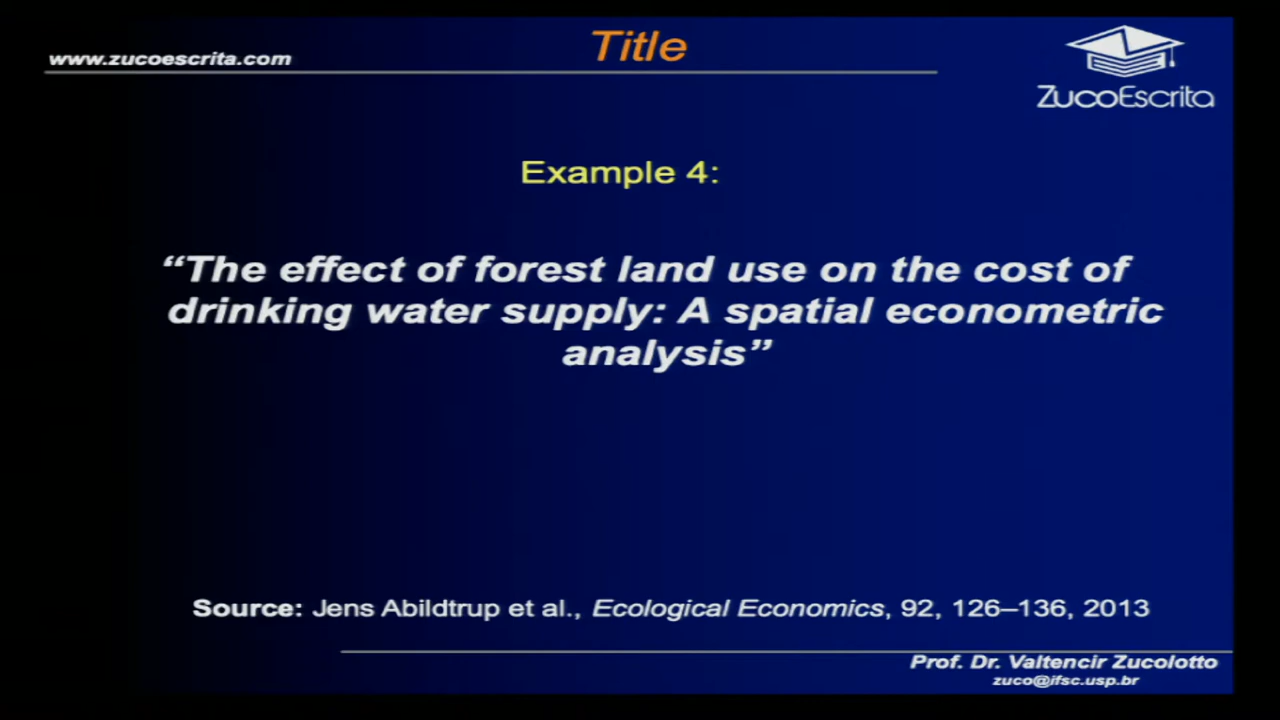 www.zucoescrita.com
Title
ZucoEscrita
Example 4:
“The effect of forest land use on the cost of
drinking water supply: A spatial econometric
analysis”
Source: Jens Abildtrup et al., Ecological Economics, 92, 126–136, 2013
Prof. Dr. Valtencir Zucolotto
zuco@ifsc.usp.br